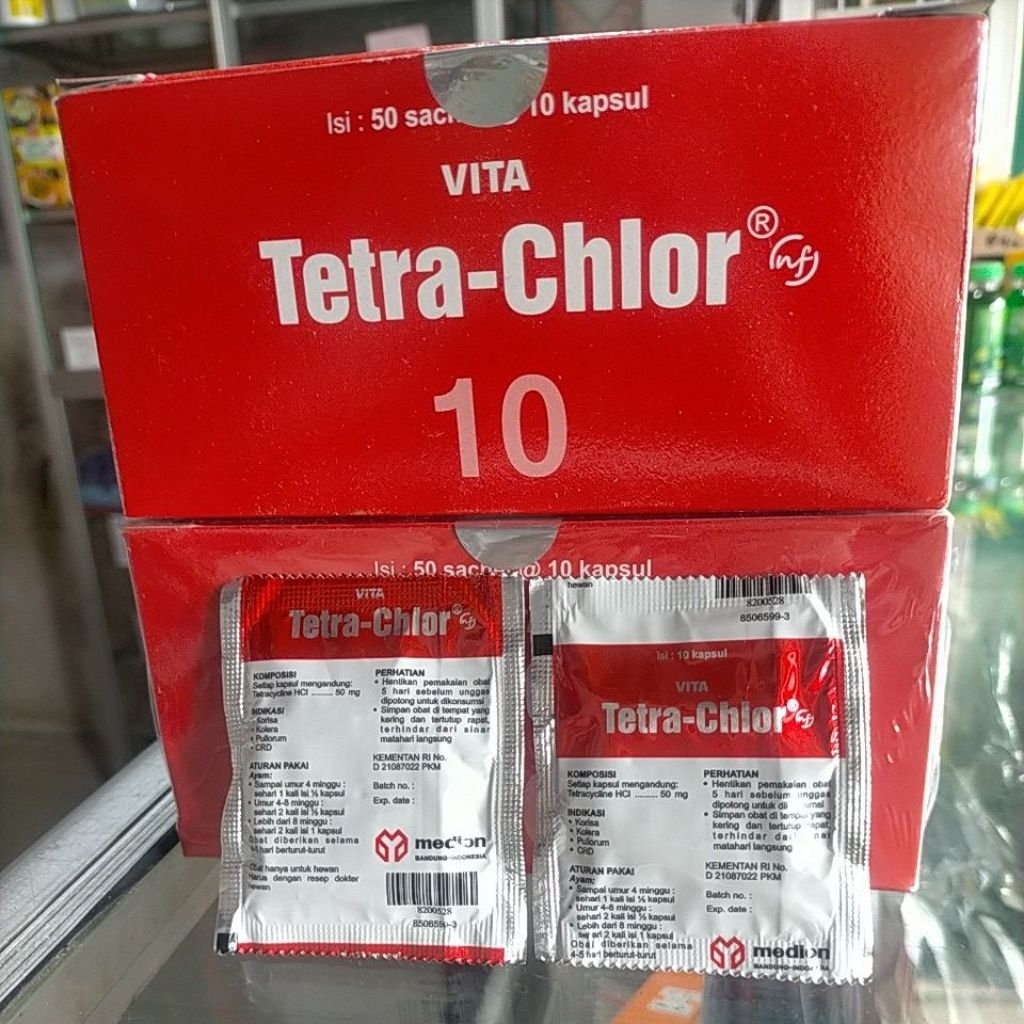 Isi : 50 @ 10 kapsul
VITA
Tetra-Chlor® nf
10
Isi : 50 @ 10 kapsul
VITA
Tetra-Chlor® nf
KOMPOSISI
Setiap kapsul mengandung:
Tetracycline HCl ......... 50 mg
INDIKASI
• Korisa
• Kolera
• Pullorum
• CRD
ATURAN PAKAI
Ayam:
• Sampai umur 4 minggu :
sehari 1 kali isi ½ kapsul
• Umur 4-8 minggu :
sehari 2 kali isi ½ kapsul
• Lebih dari 8 minggu :
sehari 2 kali isi 1 kapsul
Obat diberikan selama
4-5 hari berturut-turut
Obat hanya untuk hewan
Harus dengan resep dokter
hewan
PERHATIAN
• Hentikan pemakaian obat
5 hari sebelum unggas
dipotong untuk dikonsumsi
• Simpan obat di tempat yang
kering dan tertutup rapat,
terhindar dari sinar
matahari langsung
KEMENTAN RI No.
D 21087022 PKM
Batch no. :
Exp. date :
medion
BANDUNG-INDONESIA
8200528
8506599-3
hewan
8200528
8506599-3
Isi : 10 kapsul
VITA
Tetra-Chlor® nf
KOMPOSISI
Setiap kapsul mengandung:
Tetracycline HCl ......... 50 mg
INDIKASI
• Korisa
• Kolera
• Pullorum
• CRD
ATURAN PAKAI
Ayam:
• Sampai umur 4 minggu :
sehari 1 kali isi ½ kapsul
• Umur 4-8 minggu :
sehari 2 kali isi ½ kapsul
• Lebih dari 8 minggu :
sehari 2 kali isi 1 kapsul
Obat diberikan selama
4-5 hari berturut-turut
PERHATIAN
• Hentikan pemakaian obat
5 hari sebelum unggas
dipotong untuk
• Simpan obat di tempat yang
kering dan tertutup rapat,
terhindar
matahari langsung
KEMENTAN RI No.
D 21087022 PKM
Batch no. :
Exp. date :
medion
BANDUNG-INDONESIA